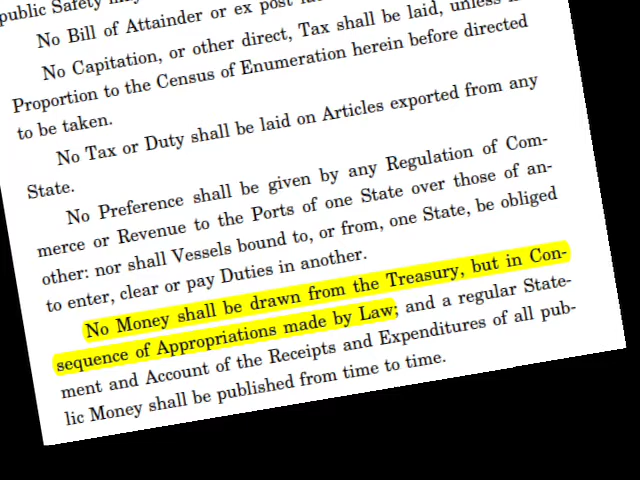 public Safety may
No Bill of Attainder or ex post
No Capitation, or other direct, Tax shall be laid, unless
Proportion to the Census of Enumeration herein before directed
to be taken.
No Tax or Duty shall be laid on Articles exported from any
State.
No Preference shall be given by any Regulation of Com-
merce or Revenue to the Ports of one State over those of an-
other: nor shall Vessels bound to, or from, one State, be obliged
to enter, clear or pay Duties in another.
No Money shall be drawn from the Treasury, but in Con-
sequence of Appropriations made by Law; and a regular State-
ment and Account of the Receipts and Expenditures of all pub-
lic Money shall be published from time to time.